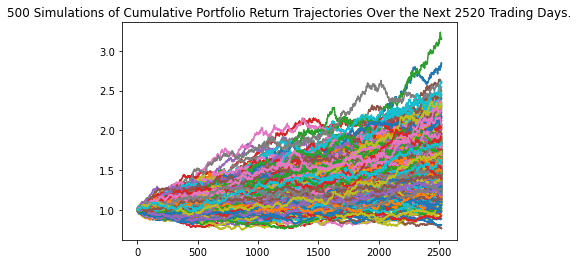 500 Simulations of Cumulative Portfolio Return Trajectories Over the Next 2520 Trading Days.
3.0
2.5
2.0
1.5
1.0
0 500 1000 1500 2000 2500